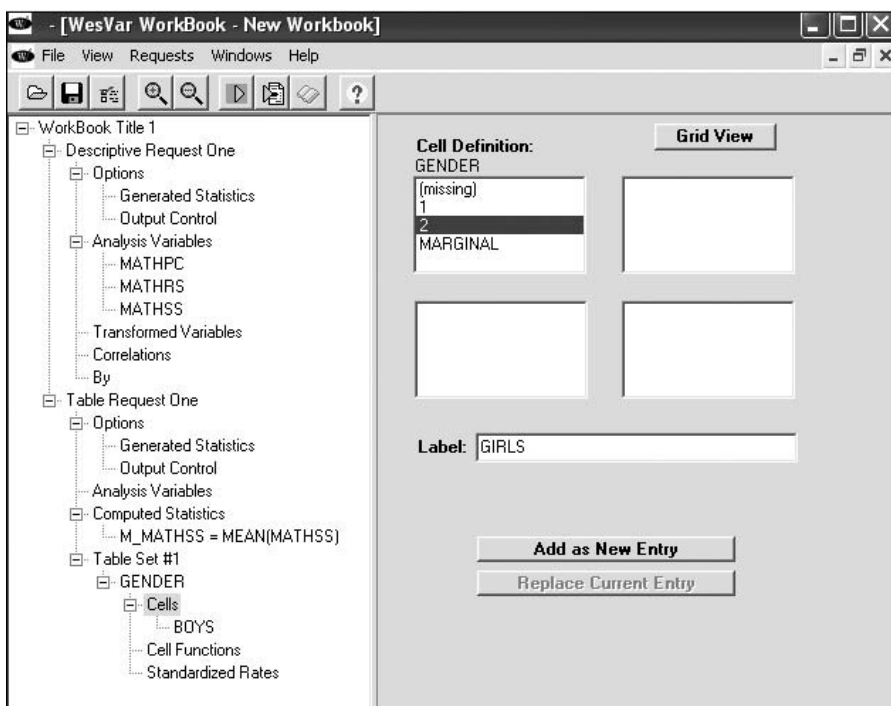 - [WesVar WorkBook - New Workbook]
File View Requests Windows Help
WorkBook Title 1
Descriptive Request One
Options
Generated Statistics
Output Control
Analysis Variables
MATHPC
MATHRS
MATHSS
Transformed Variables
Correlations
By
Table Request One
Options
Generated Statistics
Output Control
Analysis Variables
Computed Statistics
M_MATHSS = MEAN(MATHSS)
Table Set #1
GENDER
Cells
BOYS
Cell Functions
Standardized Rates
Grid View
Cell Definition:
GENDER
(missing)
1
2
MARGINAL
Label: GIRLS
Add as New Entry
Replace Current Entry